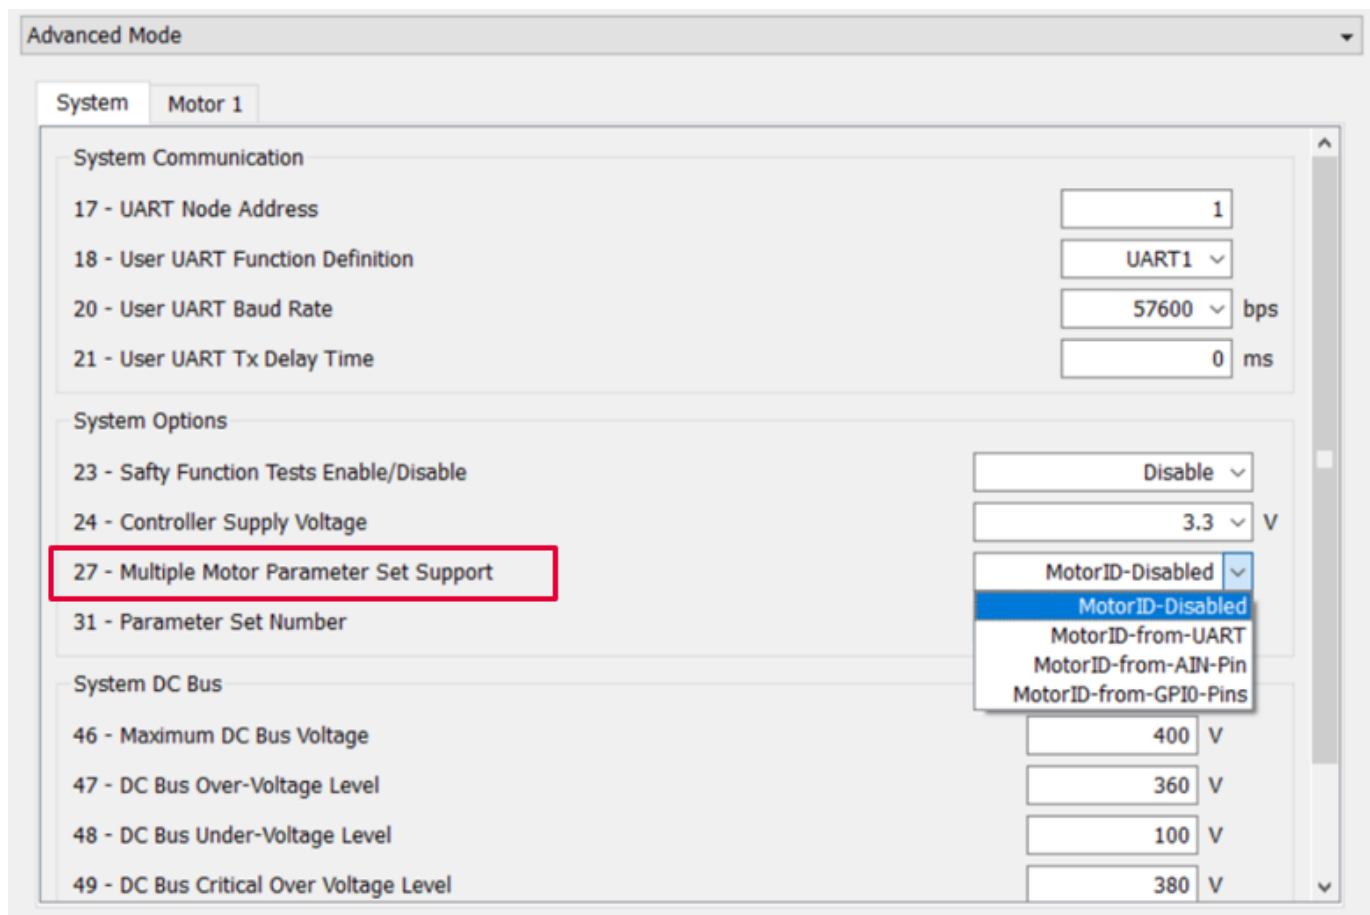 Advanced Mode
System Motor 1
System Communication
17 - UART Node Address 1
18 - User UART Function Definition UART1
20 - User UART Baud Rate 57600 bps
21 - User UART Tx Delay Time 0 ms
System Options
23 - Safty Function Tests Enable/Disable Disable
24 - Controller Supply Voltage 3.3 V
27 - Multiple Motor Parameter Set Support MotorID-Disabled
MotorID-Disabled
31 - Parameter Set Number MotorID-from-UART
MotorID-from-AIN-Pin
System DC Bus MotorID-from-GPI0-Pins
46 - Maximum DC Bus Voltage 400 V
47 - DC Bus Over-Voltage Level 360 V
48 - DC Bus Under-Voltage Level 100 V
49 - DC Bus Critical Over Voltage Level 380 V